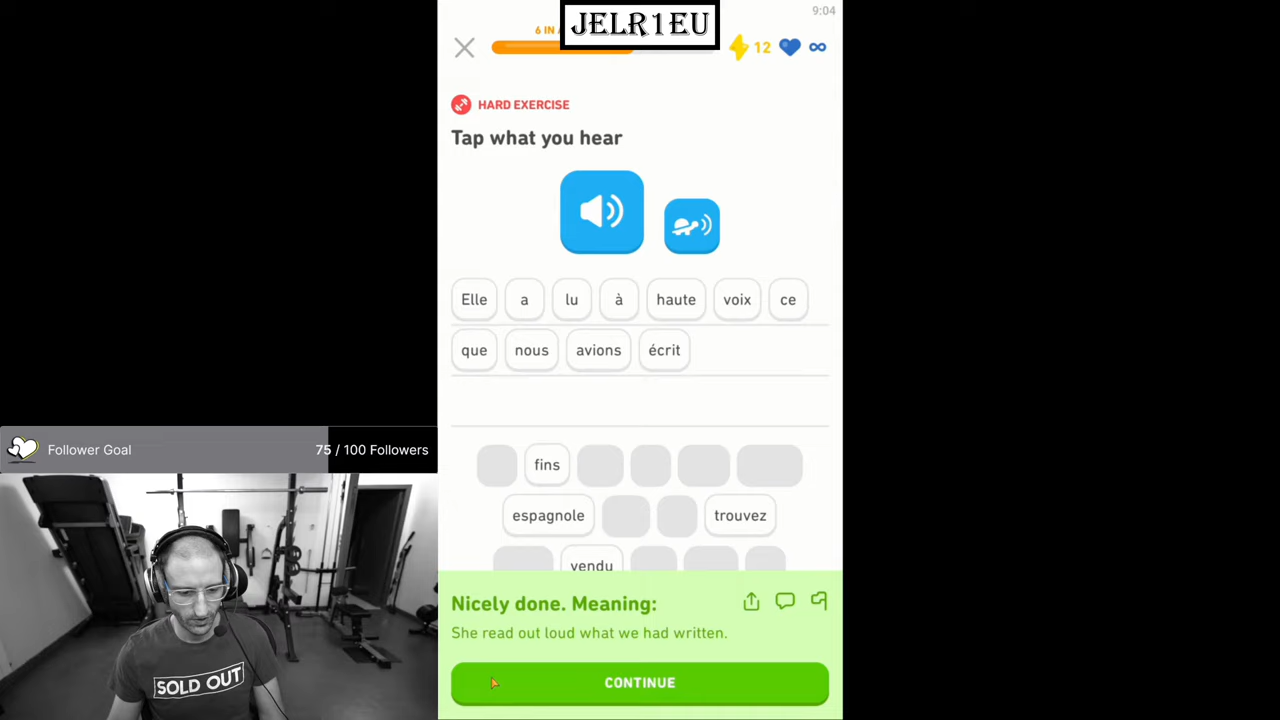 JELR1EU
9:04
6 IN
12
HARD EXERCISE
Tap what you hear
Elle a lu à haute voix ce
que nous avions écrit
Follower Goal 75 / 100 Followers
fins
espagnole trouvez
vendu
Nicely done. Meaning:
She read out loud what we had written.
CONTINUE
SOLD OUT